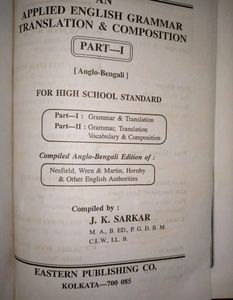 AN
APPLIED ENGLISH GRAMMAR
TRANSLATION & COMPOSITION
PART—I
[ Anglo-Bengali ]
FOR HIGH SCHOOL STANDARD
Part—I : Grammar & Translation
Part—II : Grammar, Translation
Vocabulary & Composition
Compiled Anglo-Bengali Edition of :
Nesfield, Wren & Martin, Hornby
& Other English Authorities
Compiled by :
J. K. SARKAR
M. A., B. ED., P. G. D. B. M.
C.L.W., LL. B.
EASTERN PUBLISHING CO.
KOLKATA—700 085